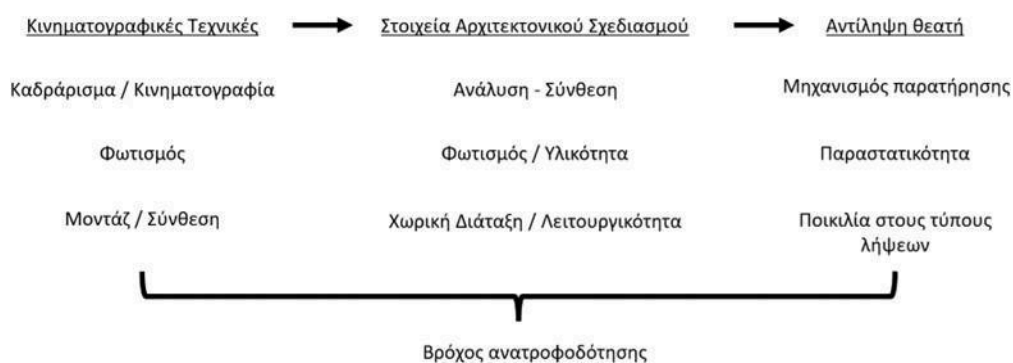 Κινηματογραφικές Τεχνικές
Στοιχεία Αρχιτεκτονικού Σχεδιασμού
Αντίληψη θεατή
Καδράρισμα / Κινηματογραφία
Ανάλυση - Σύνθεση
Μηχανισμός παρατήρησης
Φωτισμός
Φωτισμός / Υλικότητα
Παραστατικότητα
Μοντάζ / Σύνθεση
Χωρική Διάταξη / Λειτουργικότητα
Ποικιλία στους τύπους
λήψεων
Βρόχος ανατροφοδότησης